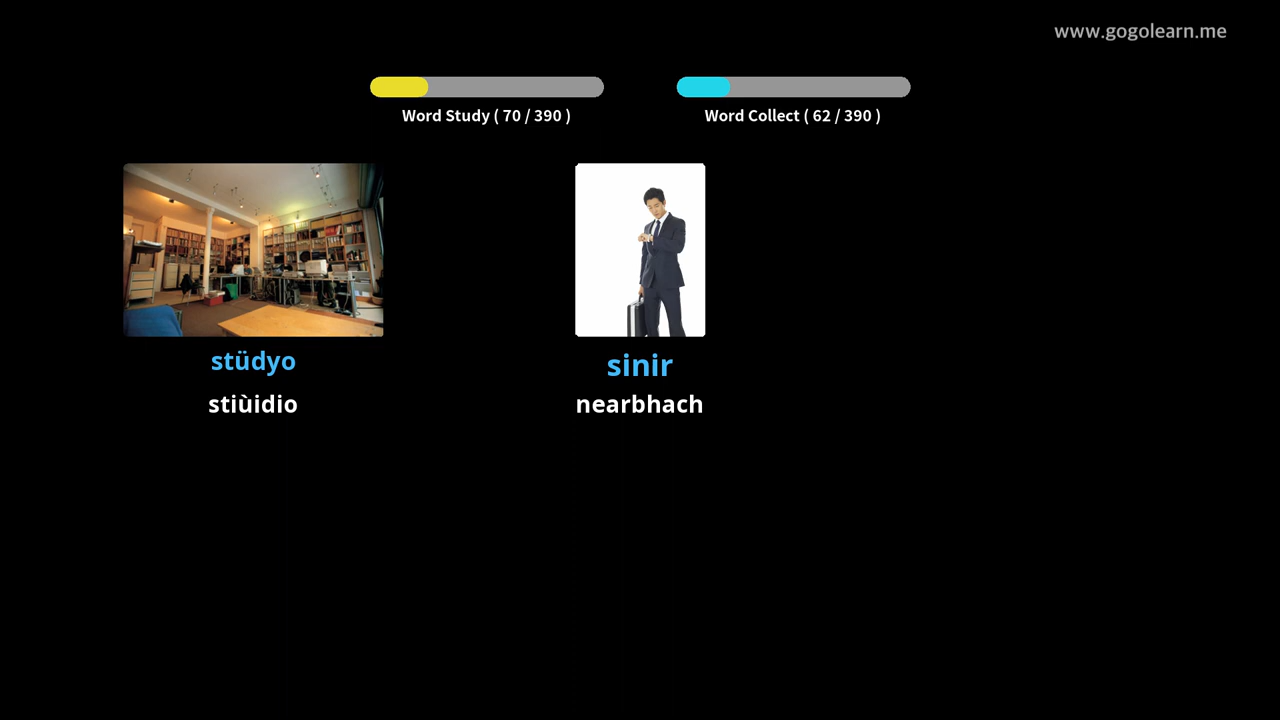 www.gogolearn.me
Word Study ( 70 / 390 )
Word Collect ( 62 / 390 )
stüdyo
stiùidio
sinir
nearbhach